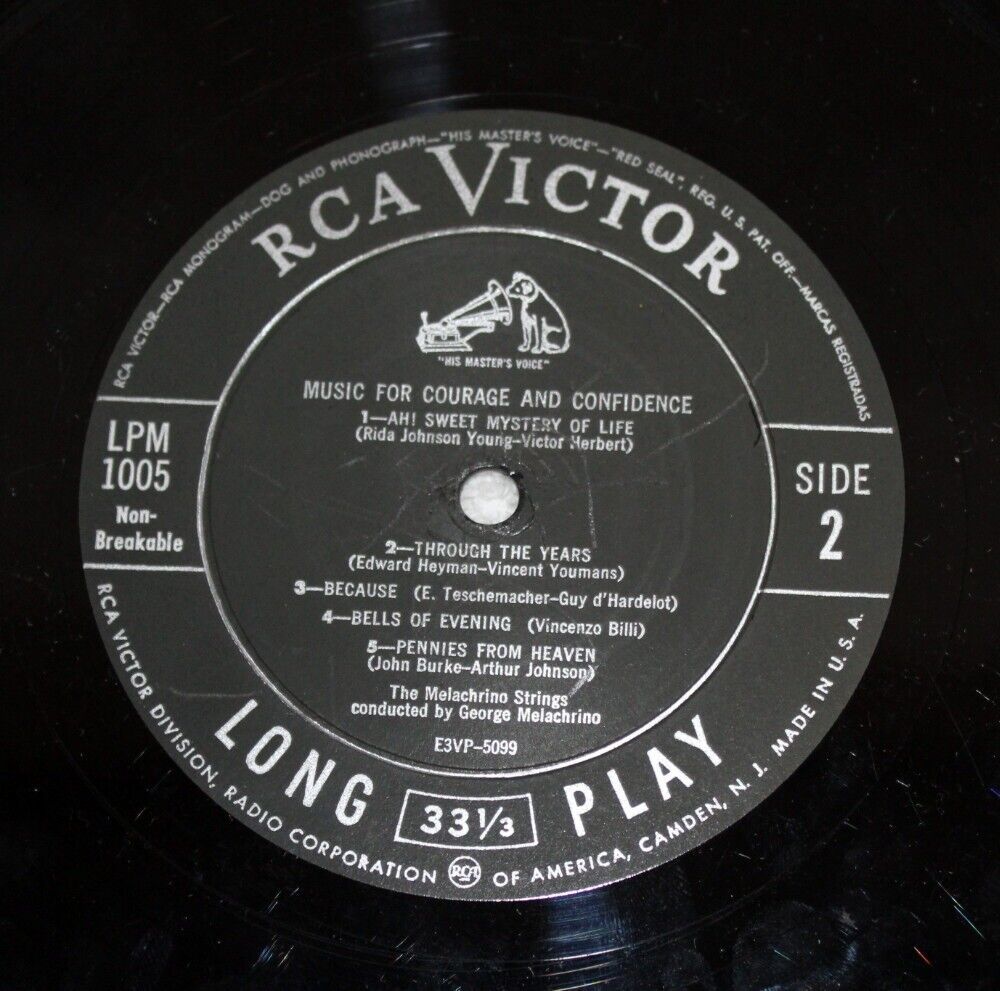 RCA VICTOR—RCA MONOGRAM—DOG AND PHONOGRAPH—"HIS MASTER'S VOICE"—"RED SEAL", REG. U. S. PAT. OFF.—MARCAS REGISTRADAS
RCA VICTOR
"HIS MASTER'S VOICE"
MUSIC FOR COURAGE AND CONFIDENCE
1—AH! SWEET MYSTERY OF LIFE
(Rida Johnson Young–Victor Herbert)
LPM
1005
Non-
Breakable
SIDE
2
2—THROUGH THE YEARS
(Edward Heyman–Vincent Youmans)
3—BECAUSE (E. Teschemacher–Guy d'Hardelot)
4—BELLS OF EVENING (Vincenzo Billi)
5—PENNIES FROM HEAVEN
(John Burke–Arthur Johnson)
The Melachrino Strings
conducted by George Melachrino
E3VP–5099
LONG 33 1/3 PLAY
RCA VICTOR DIVISION, RADIO CORPORATION RCA OF AMERICA, CAMDEN, N. J. MADE IN U. S. A.